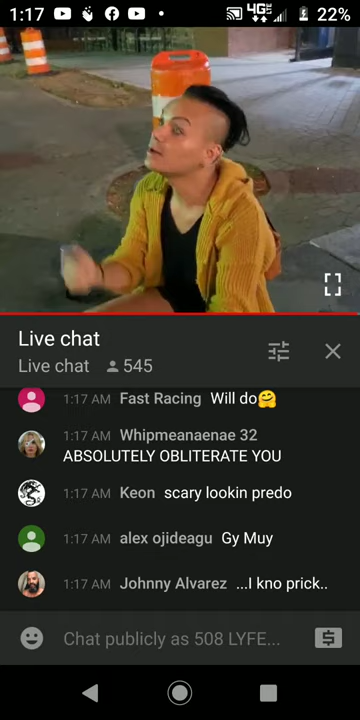 1:17 4G LTE 22%
Live chat
Live chat 545
1:17 AM Fast Racing Will do🤗
1:17 AM Whipmeanaenae 32
ABSOLUTELY OBLITERATE YOU
1:17 AM Keon scary lookin predo
1:17 AM alex ojideagu Gy Muy
1:17 AM Johnny Alvarez ...I kno prick..
Chat publicly as 508 LYFE...